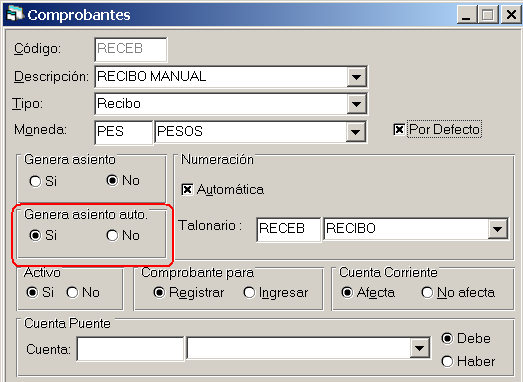 Comprobantes
Código: RECEB
Descripción: RECIBO MANUAL
Tipo: Recibo
Moneda: PES PESOS Por Defecto
Genera asiento Numeración
Si No Automática
Genera asiento auto.
Si No Talonario : RECEB RECIBO
Activo Comprobante para Cuenta Corriente
Si No Registrar Ingresar Afecta No afecta
Cuenta Puente
Cuenta: Debe
Haber